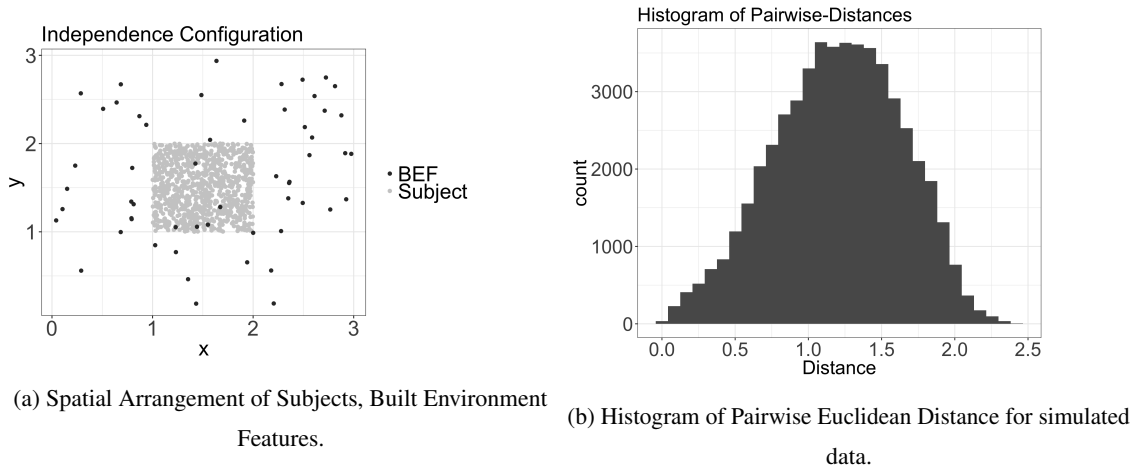 Independence Configuration
3
2
1
y
0
1
2
3
x
BEF
Subject
(a) Spatial Arrangement of Subjects, Built Environment
Features.
Histogram of Pairwise-Distances
3000
2000
1000
0
count
0.0
0.5
1.0
1.5
2.0
2.5
Distance
(b) Histogram of Pairwise Euclidean Distance for simulated
data.